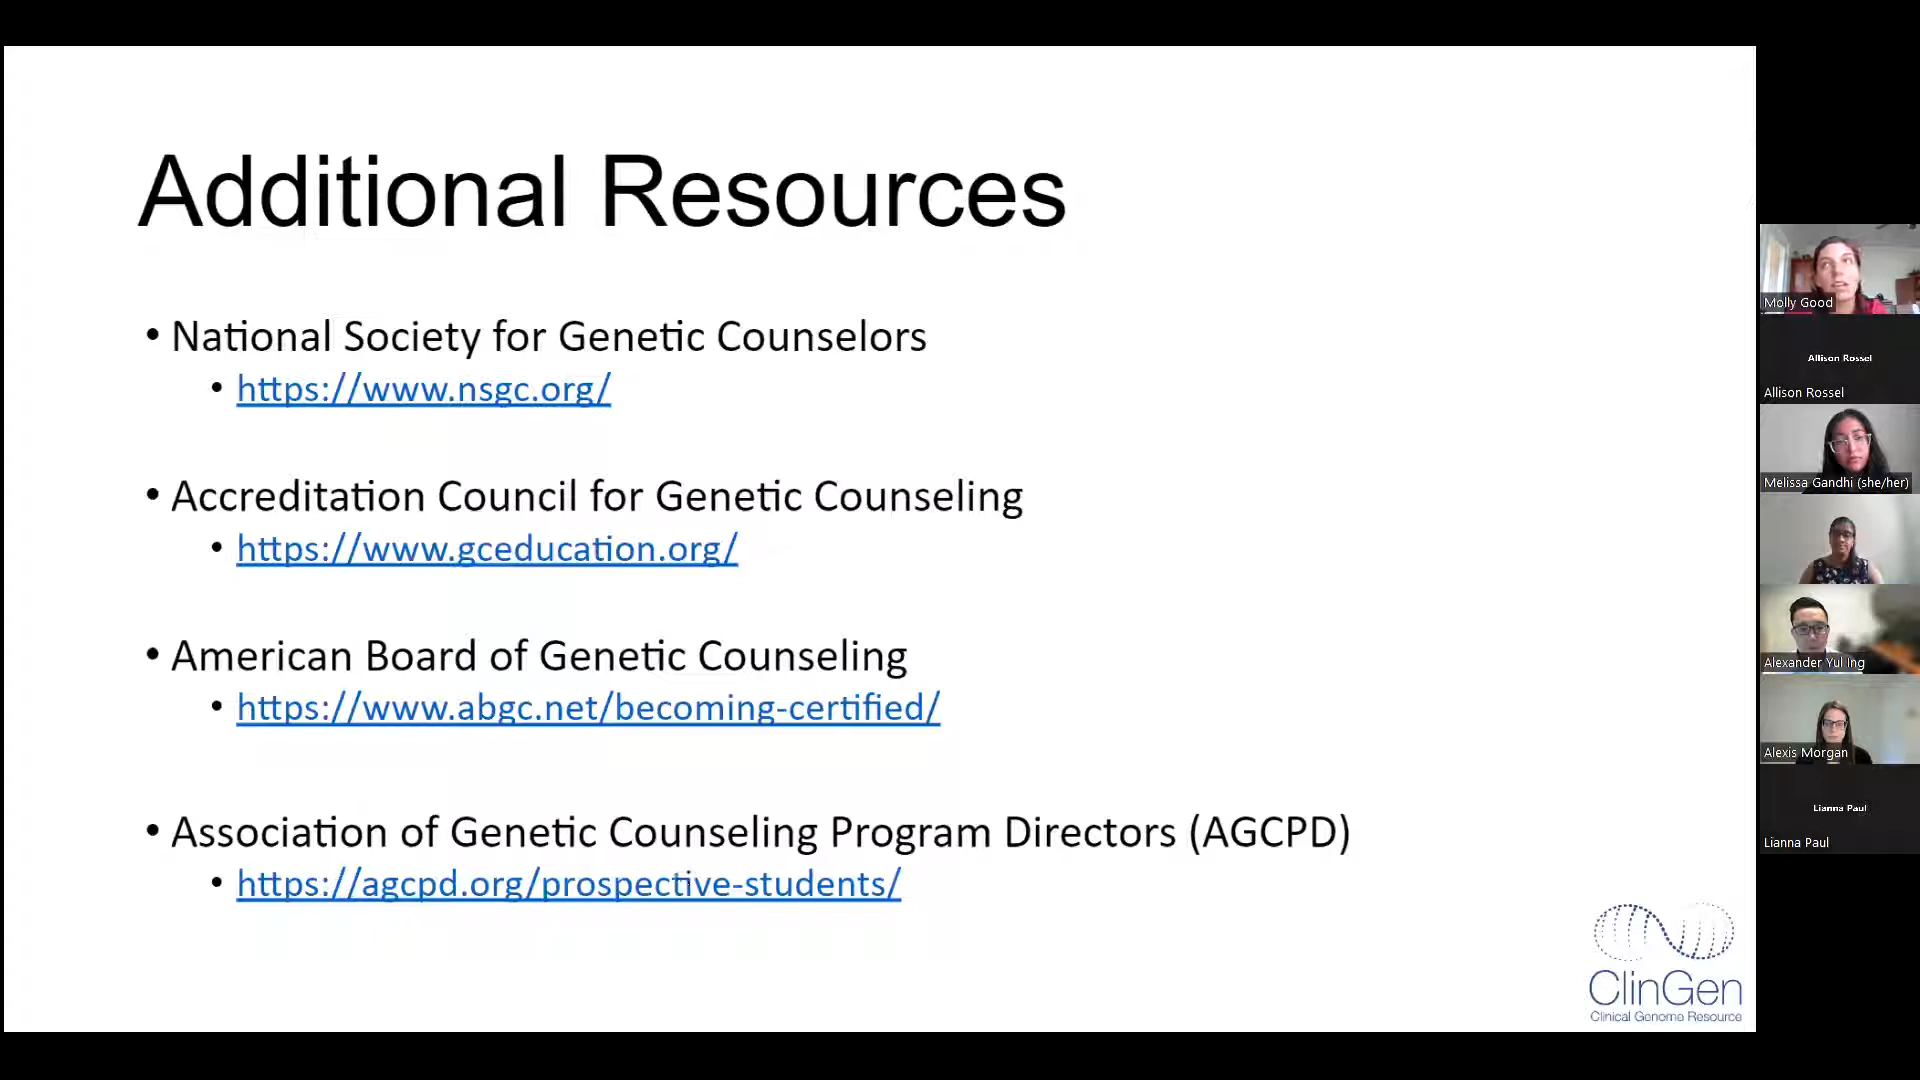 Additional Resources
• National Society for Genetic Counselors
• https://www.nsgc.org/
• Accreditation Council for Genetic Counseling
• https://www.gceducation.org/
• American Board of Genetic Counseling
• https://www.abgc.net/becoming-certified/
• Association of Genetic Counseling Program Directors (AGCPD)
• https://agcpd.org/prospective-students/
ClinGen
Clinical Genome Resource
Molly Good
Allison Rossel
Allison Rossel
Melissa Gandhi (she/her)
Alexander Yul Ing
Alexis Morgan
Lianna Paul
Lianna Paul